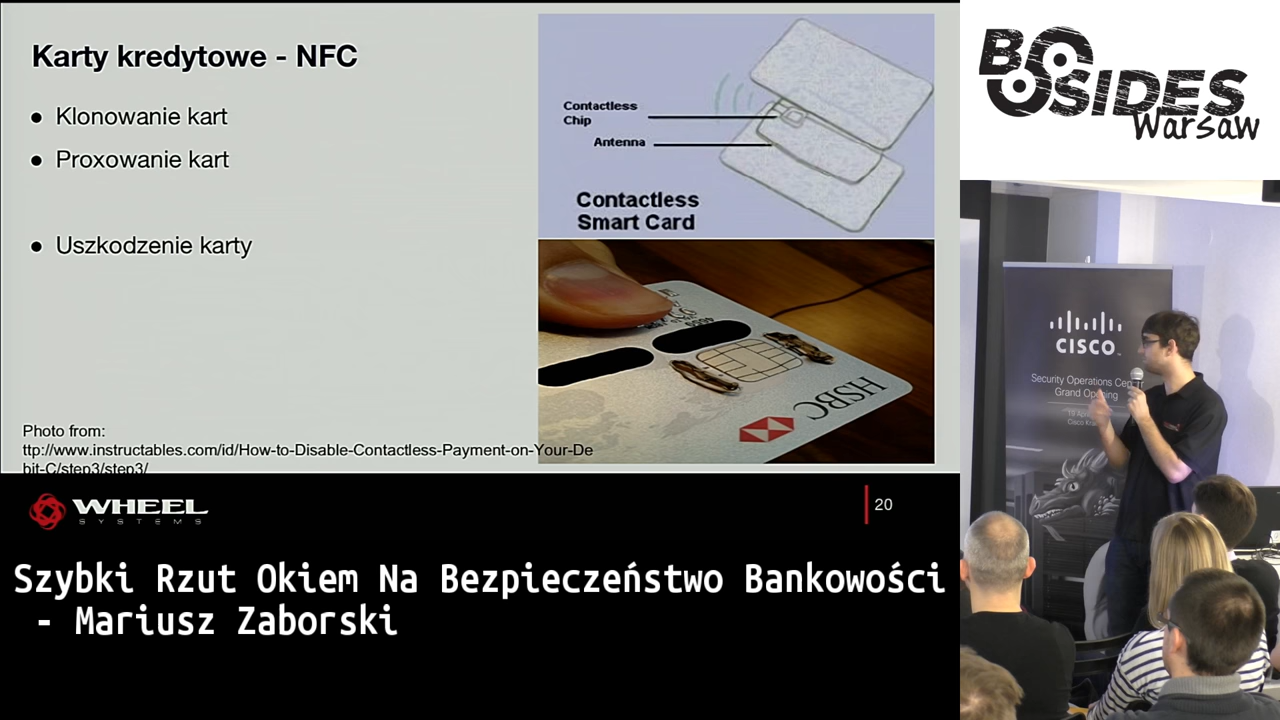 Karty kredytowe - NFC
● Klonowanie kart
● Proxowanie kart
● Uszkodzenie karty
Contactless
Chip
Antenna
Contactless
Smart Card
HSBC
Photo from:
ttp://www.instructables.com/id/How-to-Disable-Contactless-Payment-on-Your-De
bit-C/step3/step3/
WHEEL
SYSTEMS
20
Szybki Rzut Okiem Na Bezpieczeństwo Bankowości
- Mariusz Zaborski
BSIDES
Warsaw
CISCO
Security Operations
Grand Opening